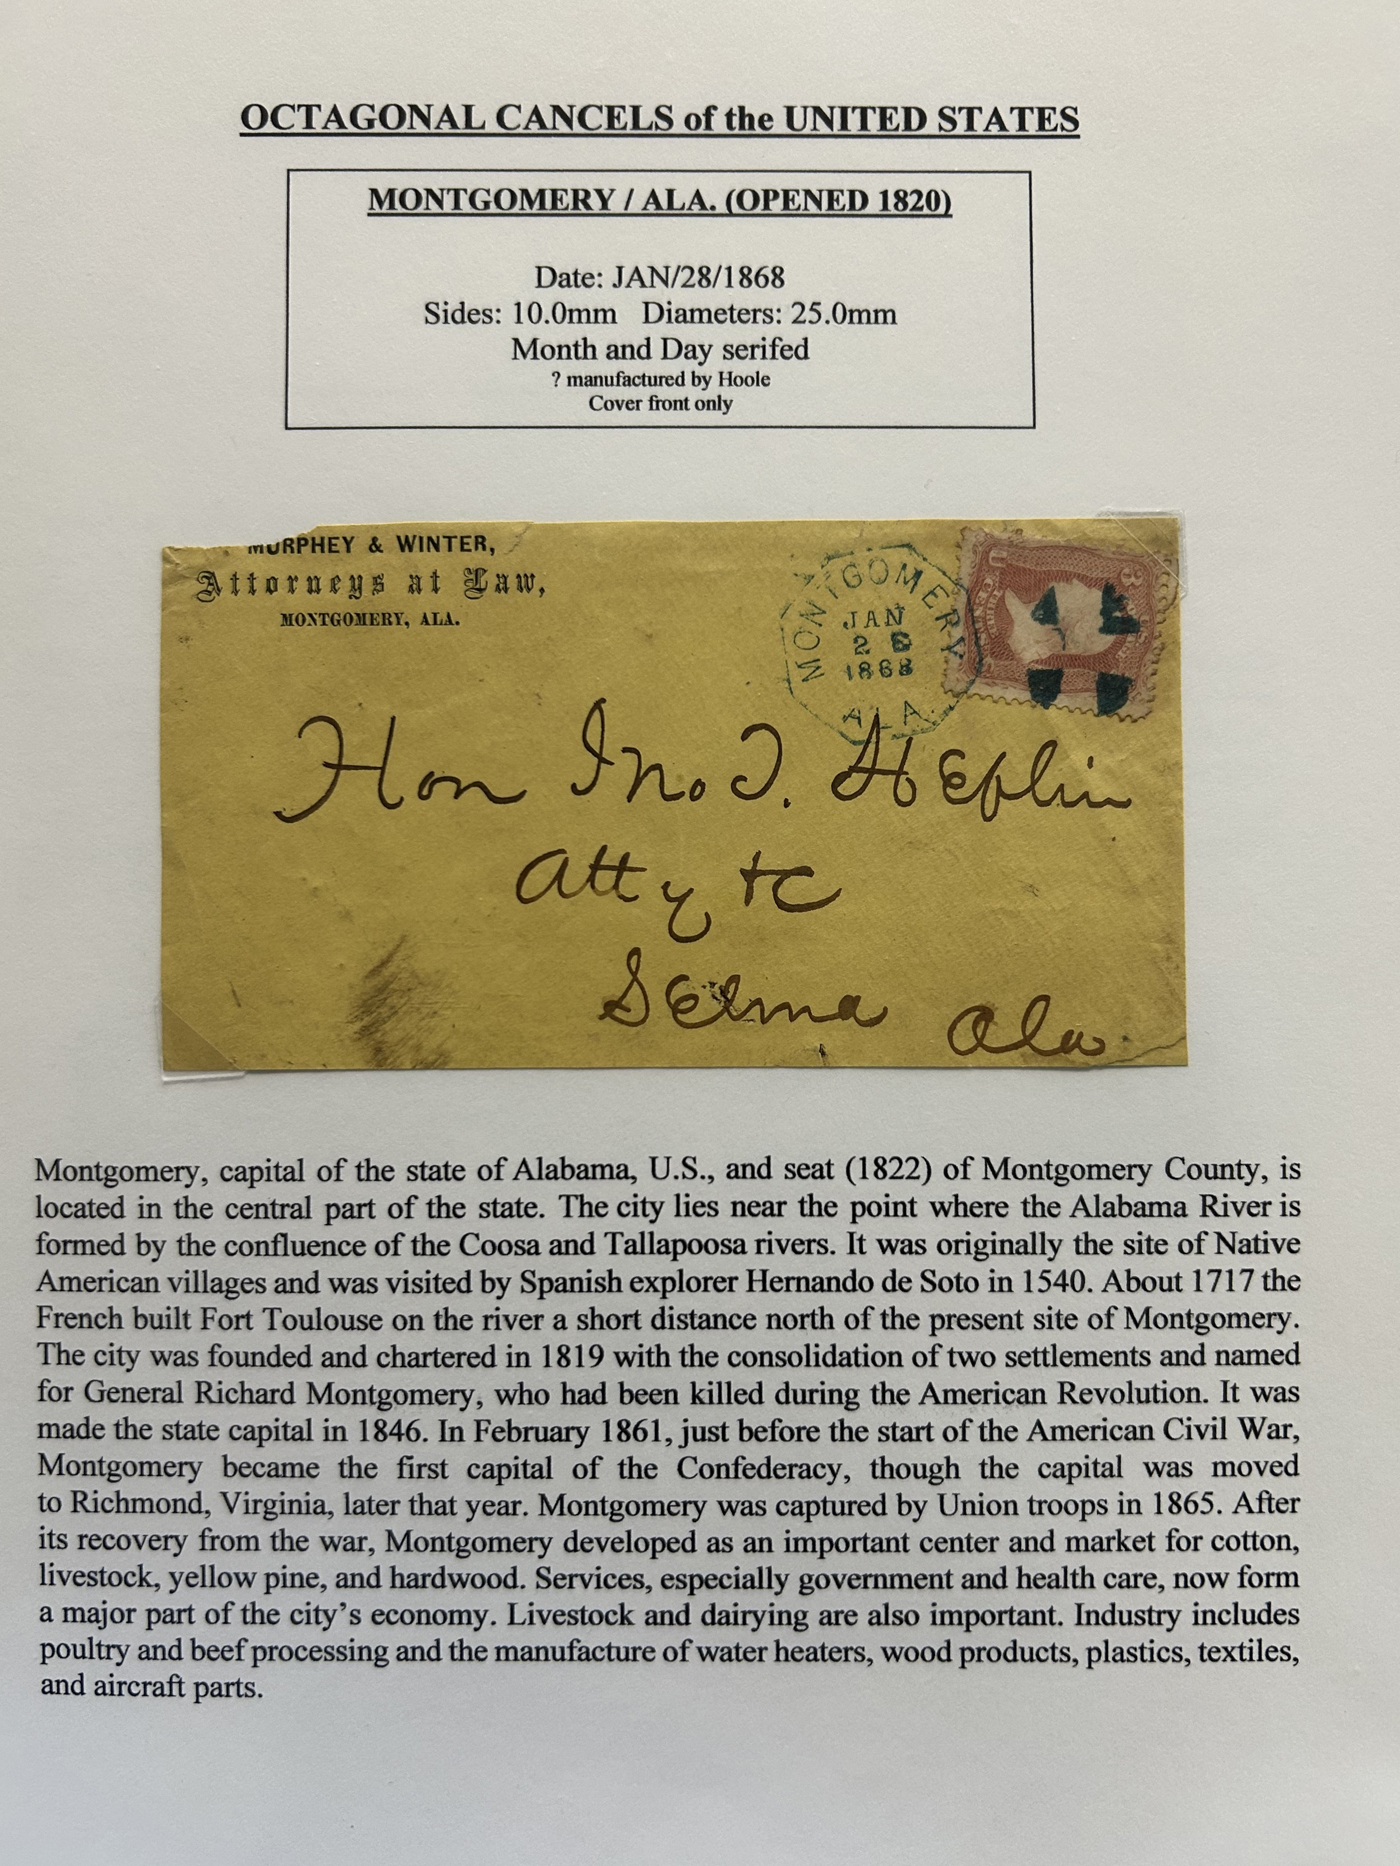 OCTAGONAL CANCELS of the UNITED STATES
MONTGOMERY / ALA. (OPENED 1820)
Date: JAN/28/1868
Sides: 10.0mm Diameters: 25.0mm
Month and Day serifed
? manufactured by Hoole
Cover front only
MURPHEY & WINTER,
Attorneys at Law,
MONTGOMERY, ALA.
MONTGOMERY
JAN
28
1868
ALA.
Hon Jno. T. HEflin
Atty &c
SElma Ala
Montgomery, capital of the state of Alabama, U.S., and seat (1822) of Montgomery County, is
located in the central part of the state. The city lies near the point where the Alabama River is
formed by the confluence of the Coosa and Tallapoosa rivers. It was originally the site of Native
American villages and was visited by Spanish explorer Hernando de Soto in 1540. About 1717 the
French built Fort Toulouse on the river a short distance north of the present site of Montgomery.
The city was founded and chartered in 1819 with the consolidation of two settlements and named
for General Richard Montgomery, who had been killed during the American Revolution. It was
made the state capital in 1846. In February 1861, just before the start of the American Civil War,
Montgomery became the first capital of the Confederacy, though the capital was moved
to Richmond, Virginia, later that year. Montgomery was captured by Union troops in 1865. After
its recovery from the war, Montgomery developed as an important center and market for cotton,
livestock, yellow pine, and hardwood. Services, especially government and health care, now form
a major part of the city’s economy. Livestock and dairying are also important. Industry includes
poultry and beef processing and the manufacture of water heaters, wood products, plastics, textiles,
and aircraft parts.